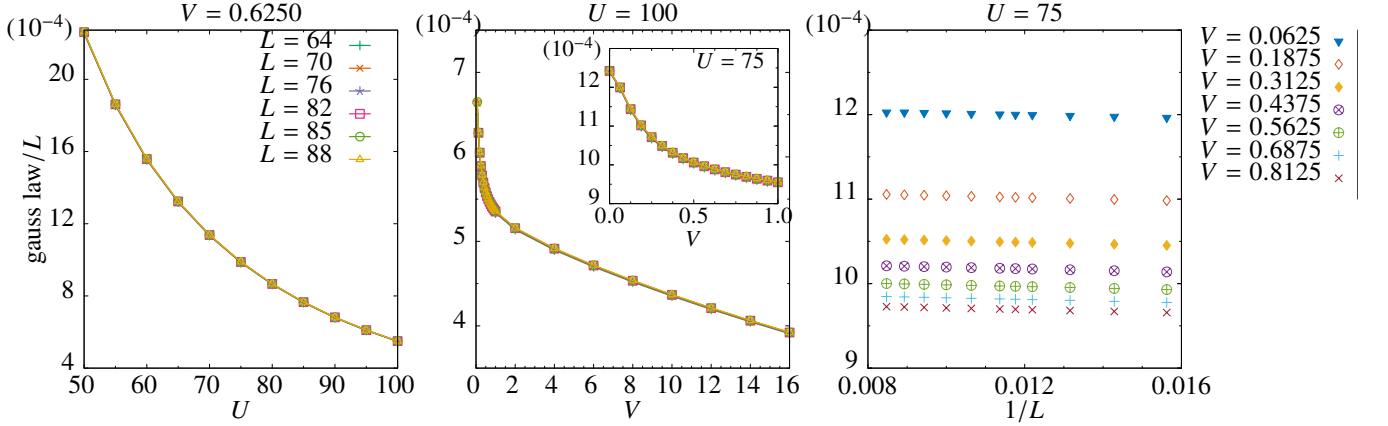 V = 0.6250
(10⁻⁴)
20
16
12
8
4
gauss law/L
50
60
70
80
90
100
U
L = 64
L = 70
L = 76
L = 82
L = 85
L = 88
U = 100
(10⁻⁴)
7
6
5
4
0
2
4
6
8
10
12
14
16
V
(10⁻⁴)
U = 75
12
11
10
9
0.0
0.5
1.0
V
U = 75
(10⁻⁴)
12
11
10
9
0.008
0.012
0.016
1/L
V = 0.0625
V = 0.1875
V = 0.3125
V = 0.4375
V = 0.5625
V = 0.6875
V = 0.8125